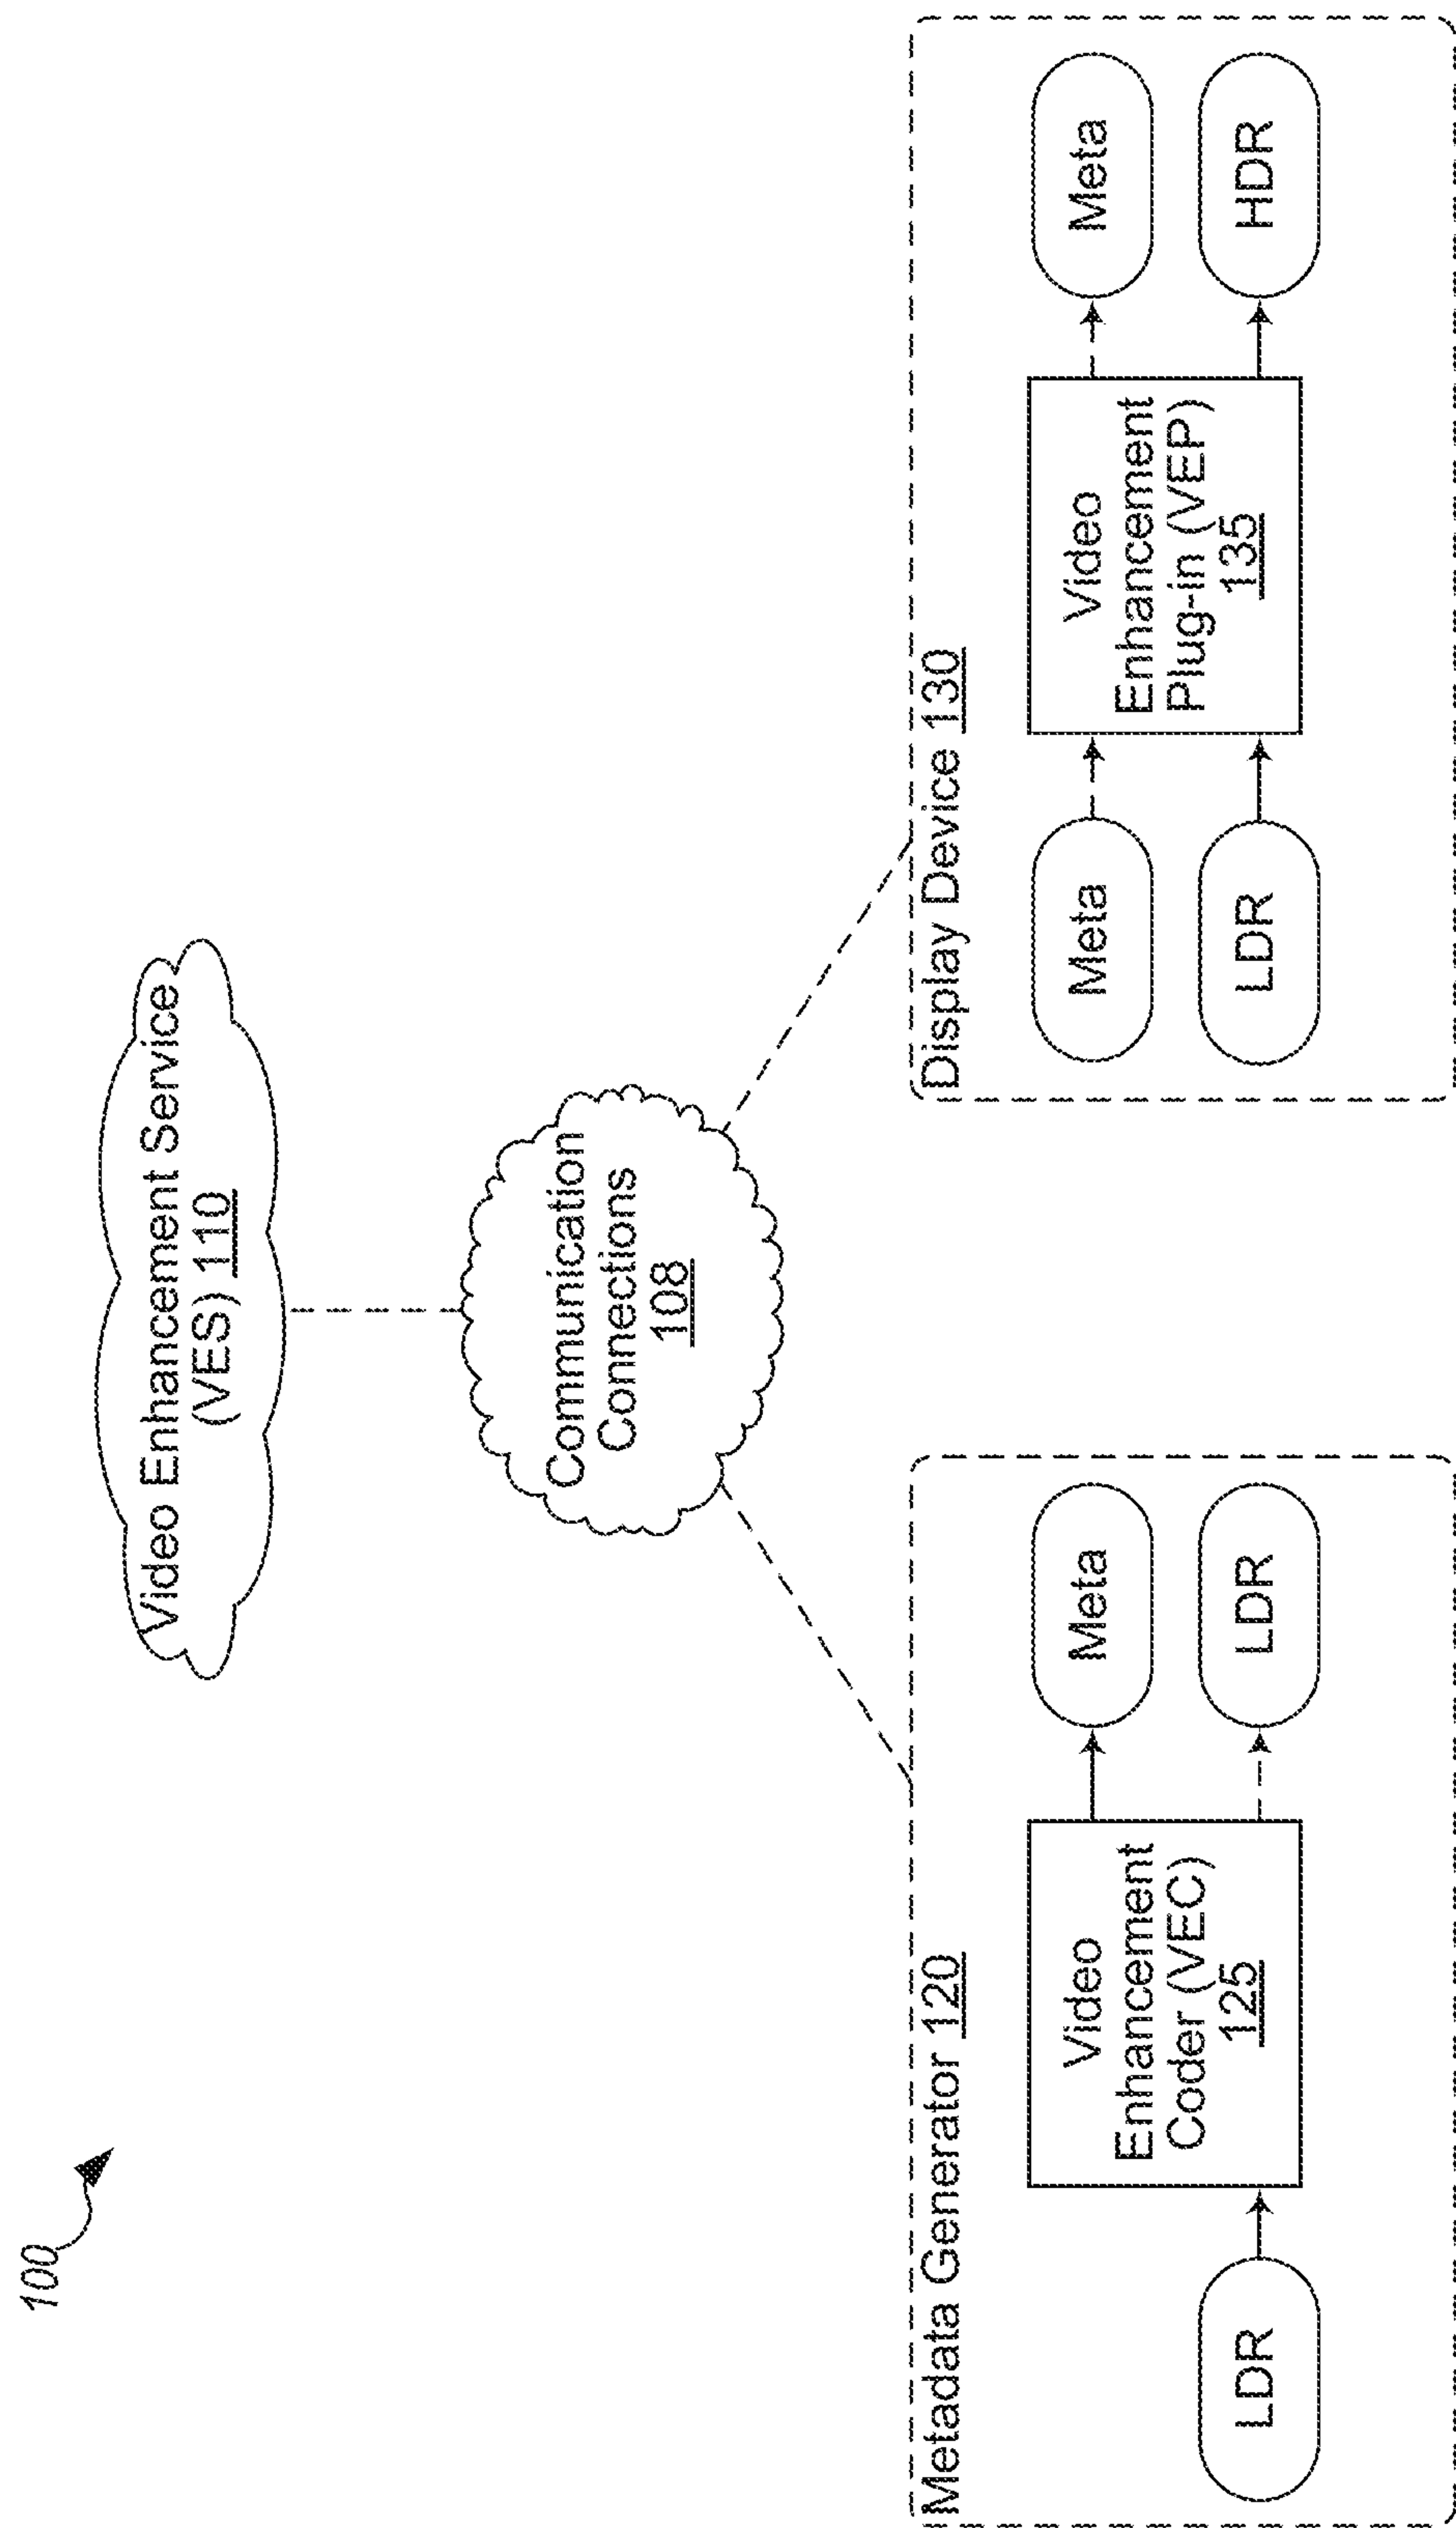 100
Video Enhancement Service
(VES) 110
Communication
Connections
108
Metadata Generator 120
LDR
Video
Enhancement
Coder (VEC)
125
Meta
LDR
Display Device 130
Meta
LDR
Video
Enhancement
Plug-in (VEP)
135
Meta
HDR